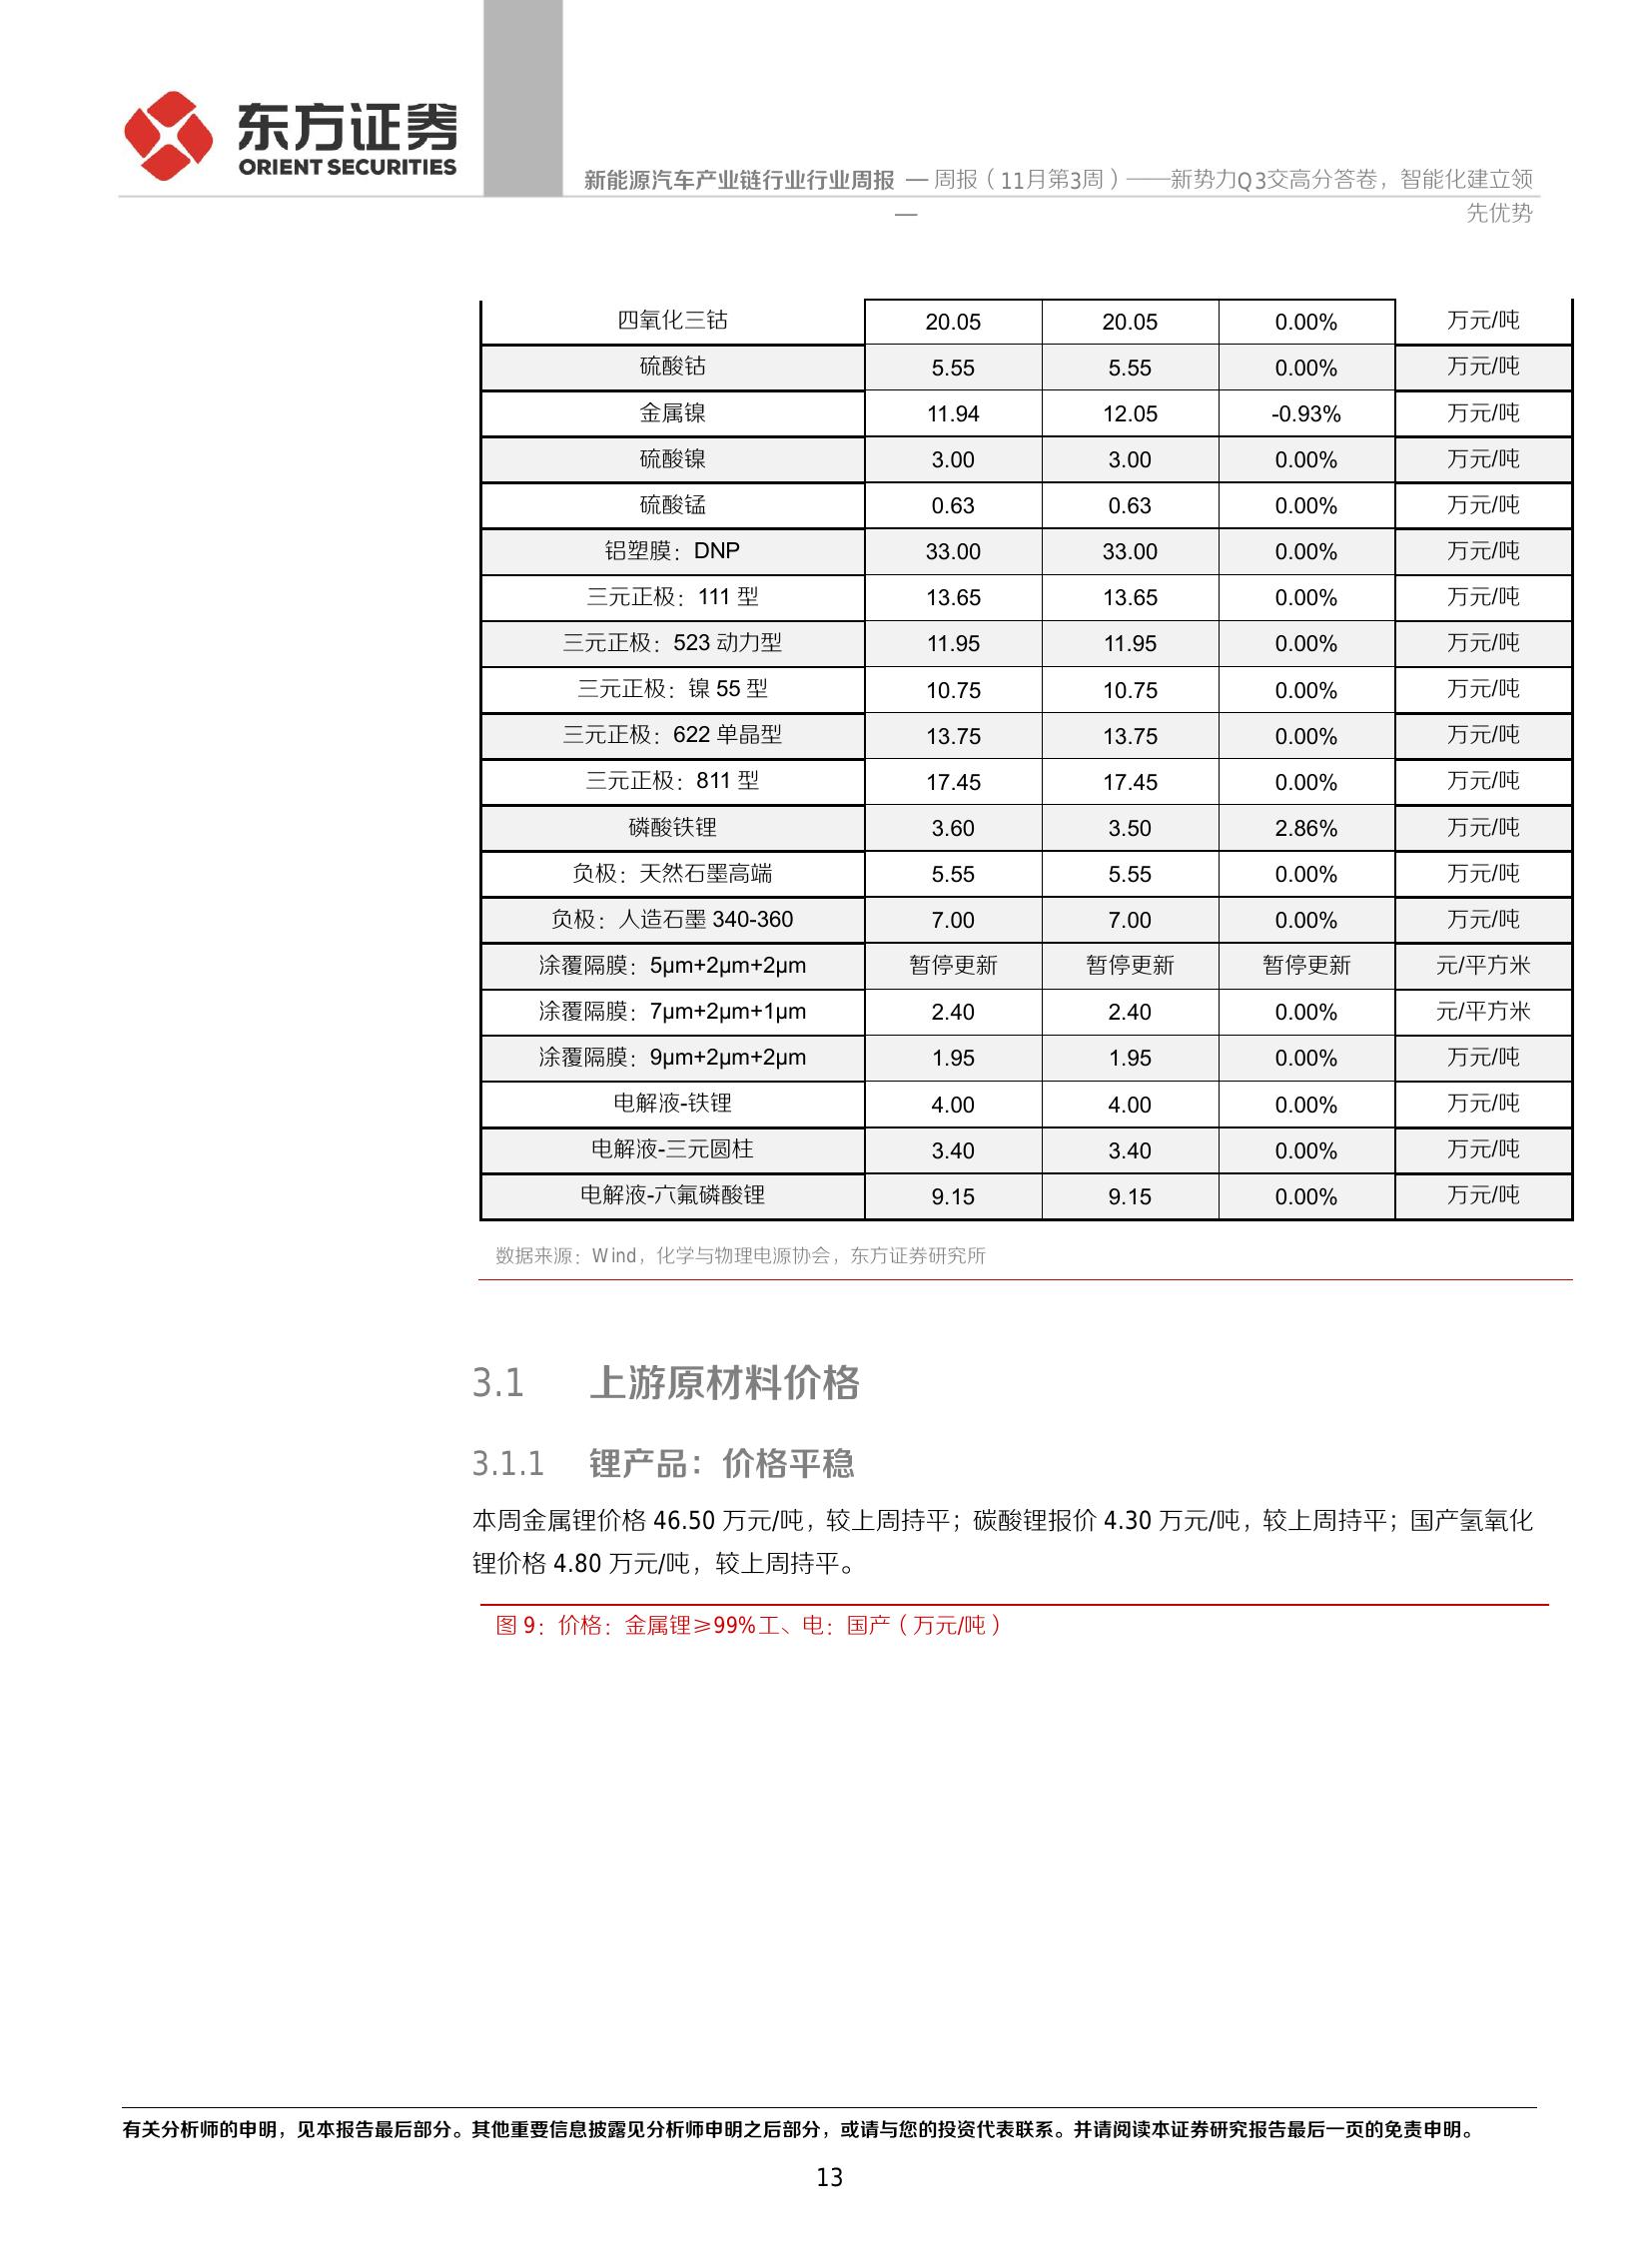 东方证券
ORIENT SECURITIES
新能源汽车产业链行业行业周报 — 周报（11月第3周）——新势力Q3交高分答卷，智能化建立领
— 先优势
四氧化三钴 20.05 20.05 0.00% 万元/吨
硫酸钴 5.55 5.55 0.00% 万元/吨
金属镍 11.94 12.05 -0.93% 万元/吨
硫酸镍 3.00 3.00 0.00% 万元/吨
硫酸锰 0.63 0.63 0.00% 万元/吨
铝塑膜：DNP 33.00 33.00 0.00% 万元/吨
三元正极：111 型 13.65 13.65 0.00% 万元/吨
三元正极：523 动力型 11.95 11.95 0.00% 万元/吨
三元正极：镍 55 型 10.75 10.75 0.00% 万元/吨
三元正极：622 单晶型 13.75 13.75 0.00% 万元/吨
三元正极：811 型 17.45 17.45 0.00% 万元/吨
磷酸铁锂 3.60 3.50 2.86% 万元/吨
负极：天然石墨高端 5.55 5.55 0.00% 万元/吨
负极：人造石墨 340-360 7.00 7.00 0.00% 万元/吨
涂覆隔膜：5μm+2μm+2μm 暂停更新 暂停更新 暂停更新 元/平方米
涂覆隔膜：7μm+2μm+1μm 2.40 2.40 0.00% 元/平方米
涂覆隔膜：9μm+2μm+2μm 1.95 1.95 0.00% 万元/吨
电解液-铁锂 4.00 4.00 0.00% 万元/吨
电解液-三元圆柱 3.40 3.40 0.00% 万元/吨
电解液-六氟磷酸锂 9.15 9.15 0.00% 万元/吨
数据来源：Wind，化学与物理电源协会，东方证券研究所
3.1 上游原材料价格
3.1.1 锂产品：价格平稳
本周金属锂价格 46.50 万元/吨，较上周持平；碳酸锂报价 4.30 万元/吨，较上周持平；国产氢氧化
锂价格 4.80 万元/吨，较上周持平。
图 9：价格：金属锂≥99%工、电：国产（万元/吨）
有关分析师的申明，见本报告最后部分。其他重要信息披露见分析师申明之后部分，或请与您的投资代表联系。并请阅读本证券研究报告最后一页的免责申明。
13